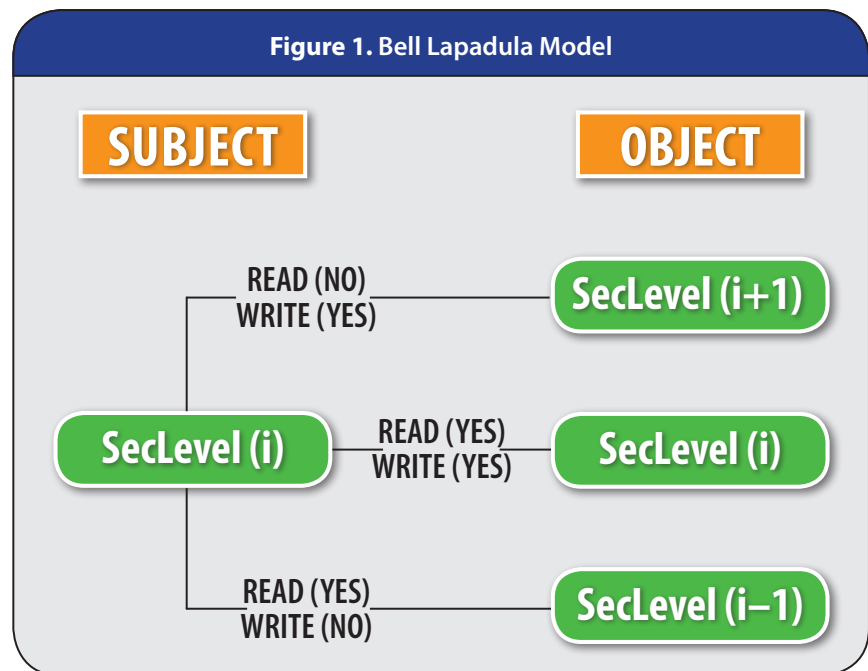 Figure 1. Bell Lapadula Model
SUBJECT
OBJECT
READ (NO)
WRITE (YES)
SecLevel (i+1)
SecLevel (i)
READ (YES)
WRITE (YES)
SecLevel (i)
READ (YES)
WRITE (NO)
SecLevel (i–1)